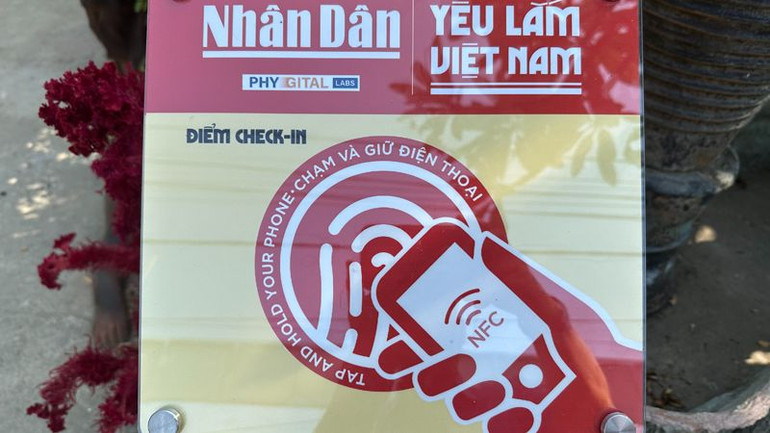 Nhân Dân
YÊU LẮM
VIỆT NAM
PHYGITAL LABS
ĐIỂM CHECK-IN
TAP AND HOLD YOUR PHONE • CHẠM VÀ GIỮ ĐIỆN THOẠI
NFC